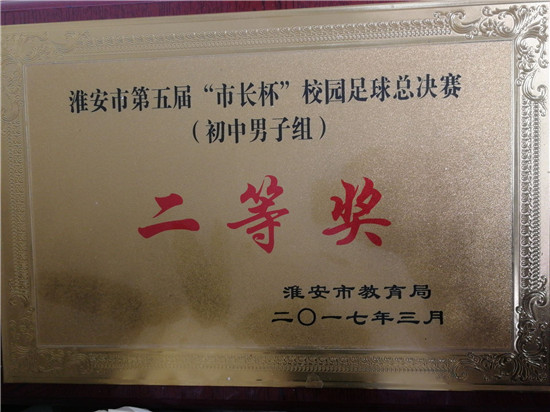 淮安市第五届“市长杯”校园足球总决赛
（初中男子组）
二等奖
淮安市教育局
二〇一七年三月